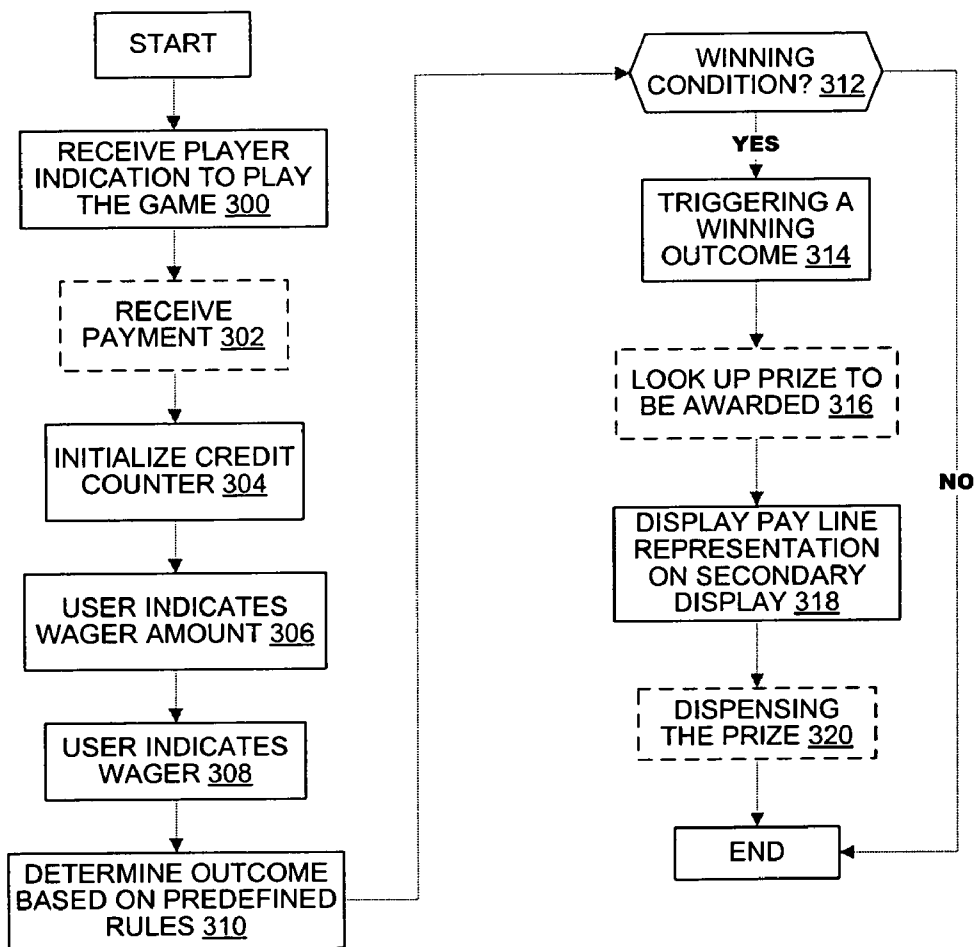 START
RECEIVE PLAYER
INDICATION TO PLAY
THE GAME 300
RECEIVE
PAYMENT 302
INITIALIZE CREDIT
COUNTER 304
USER INDICATES
WAGER AMOUNT 306
USER INDICATES
WAGER 308
DETERMINE OUTCOME
BASED ON PREDEFINED
RULES 310
WINNING
CONDITION? 312
YES
TRIGGERING A
WINNING
OUTCOME 314
LOOK UP PRIZE TO
BE AWARDED 316
NO
DISPLAY PAY LINE
REPRESENTATION
ON SECONDARY
DISPLAY 318
DISPENSING
THE PRIZE 320
END